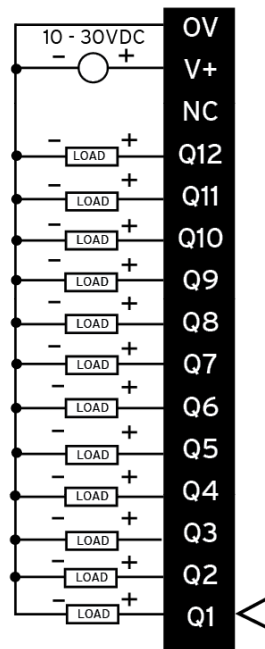 0V
10 - 30VDC
- + V+
NC
- + LOAD Q12
- + LOAD Q11
- + LOAD Q10
- + LOAD Q9
- + LOAD Q8
- + LOAD Q7
- + LOAD Q6
- + LOAD Q5
- + LOAD Q4
- + LOAD Q3
- + LOAD Q2
- + LOAD Q1